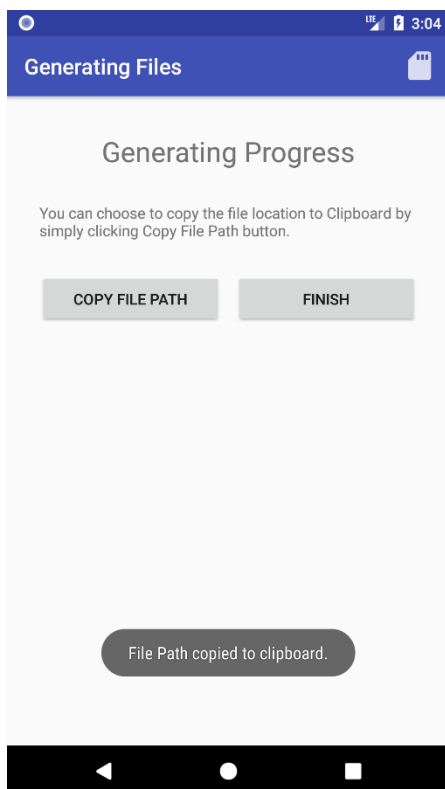 LTE 3:04
Generating Files
Generating Progress
You can choose to copy the file location to Clipboard by
simply clicking Copy File Path button.
COPY FILE PATH FINISH
File Path copied to clipboard.